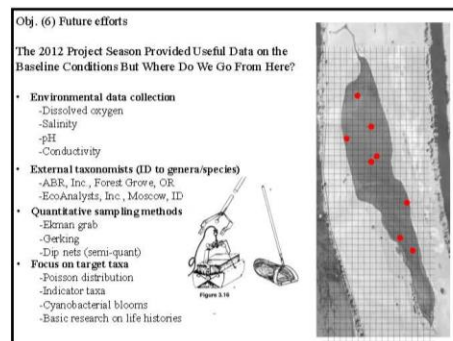 Obj. (6) Future efforts
The 2012 Project Season Provided Useful Data on the
Baseline Conditions But Where Do We Go From Here?
• Environmental data collection
-Dissolved oxygen
-Salinity
-pH
-Conductivity
• External taxonomists (ID to genera/species)
-ABR, Inc., Forest Grove, OR
-EcoAnalysts, Inc., Moscow, ID
• Quantitative sampling methods
-Ekman grab
-Gerking
-Dip nets (semi-quant)
• Focus on target taxa
-Poisson distribution
-Indicator taxa
-Cyanobacterial blooms
-Basic research on life histories
Figure 3.16